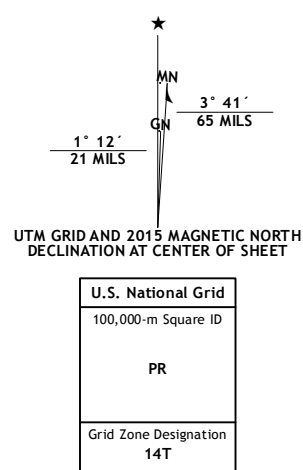 ★
MN
3° 41´
65 MILS
GN
1° 12´
21 MILS
UTM GRID AND 2015 MAGNETIC NORTH
DECLINATION AT CENTER OF SHEET
U.S. National Grid
100,000-m Square ID
PR
Grid Zone Designation
14T